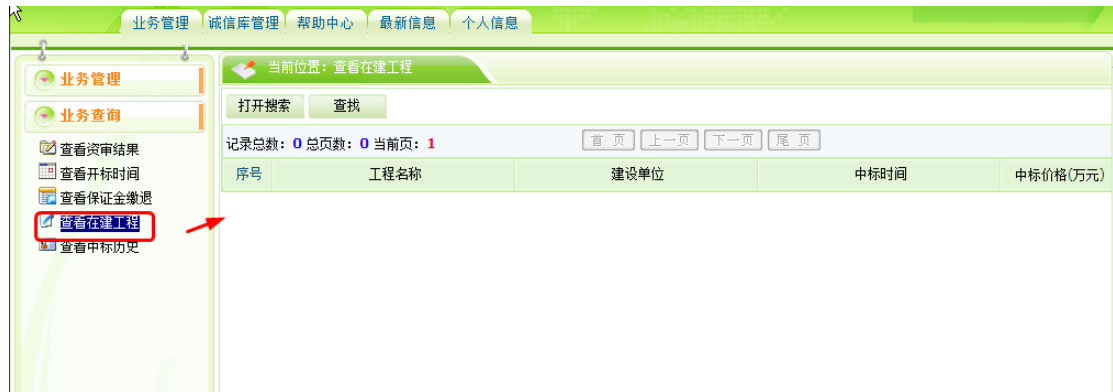 业务管理 诚信库管理 帮助中心 最新信息 个人信息
业务管理
业务查询
查看资审结果
查看开标时间
查看保证金缴退
查看在建工程
查看中标历史
当前位置：查看在建工程
打开搜索 查找
记录总数：0 总页数：0 当前页：1 首 页 上一页 下一页 尾 页
序号 工程名称 建设单位 中标时间 中标价格(万元)